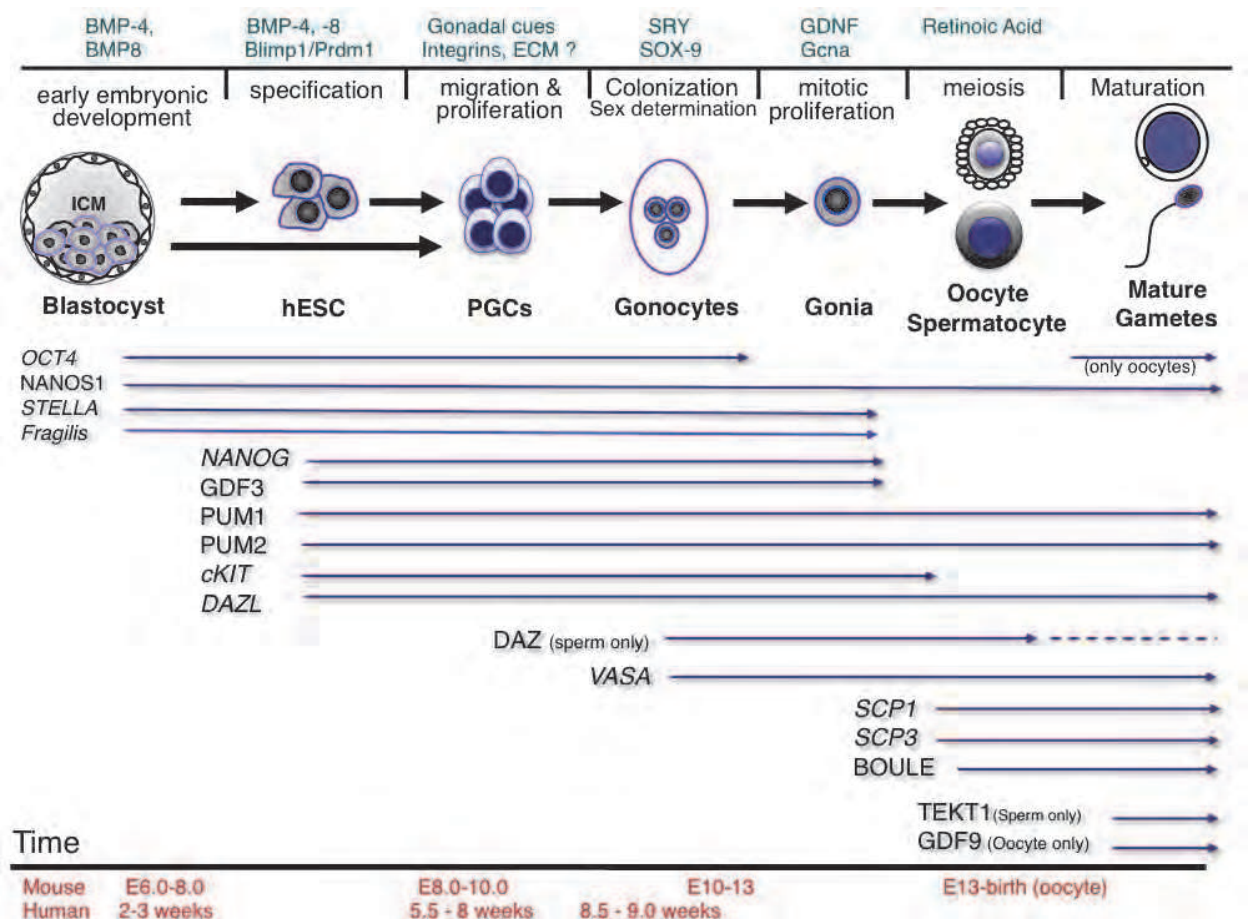 BMP-4, BMP-4, -8 Gonadal cues SRY GDNF Retinoic Acid
BMP8 Blimp1/Prdm1 Integrins, ECM ? SOX-9 Gcna
early embryonic specification migration & Colonization mitotic meiosis Maturation
development proliferation Sex determination proliferation
ICM
Blastocyst hESC PGCs Gonocytes Gonia Oocyte Mature
Spermatocyte Gametes
OCT4 (only oocytes)
NANOS1
STELLA
Fragilis
NANOG
GDF3
PUM1
PUM2
cKIT
DAZL
DAZ (sperm only)
VASA
SCP1
SCP3
BOULE
TEKT1(Sperm only)
GDF9 (Oocyte only)
Time
Mouse E6.0-8.0 E8.0-10.0 E10-13 E13-birth (oocyte)
Human 2-3 weeks 5.5 - 8 weeks 8.5 - 9.0 weeks